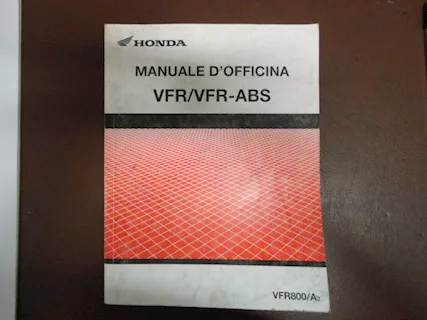 HONDA
MANUALE D'OFFICINA
VFR/VFR-ABS
VFR800/A2